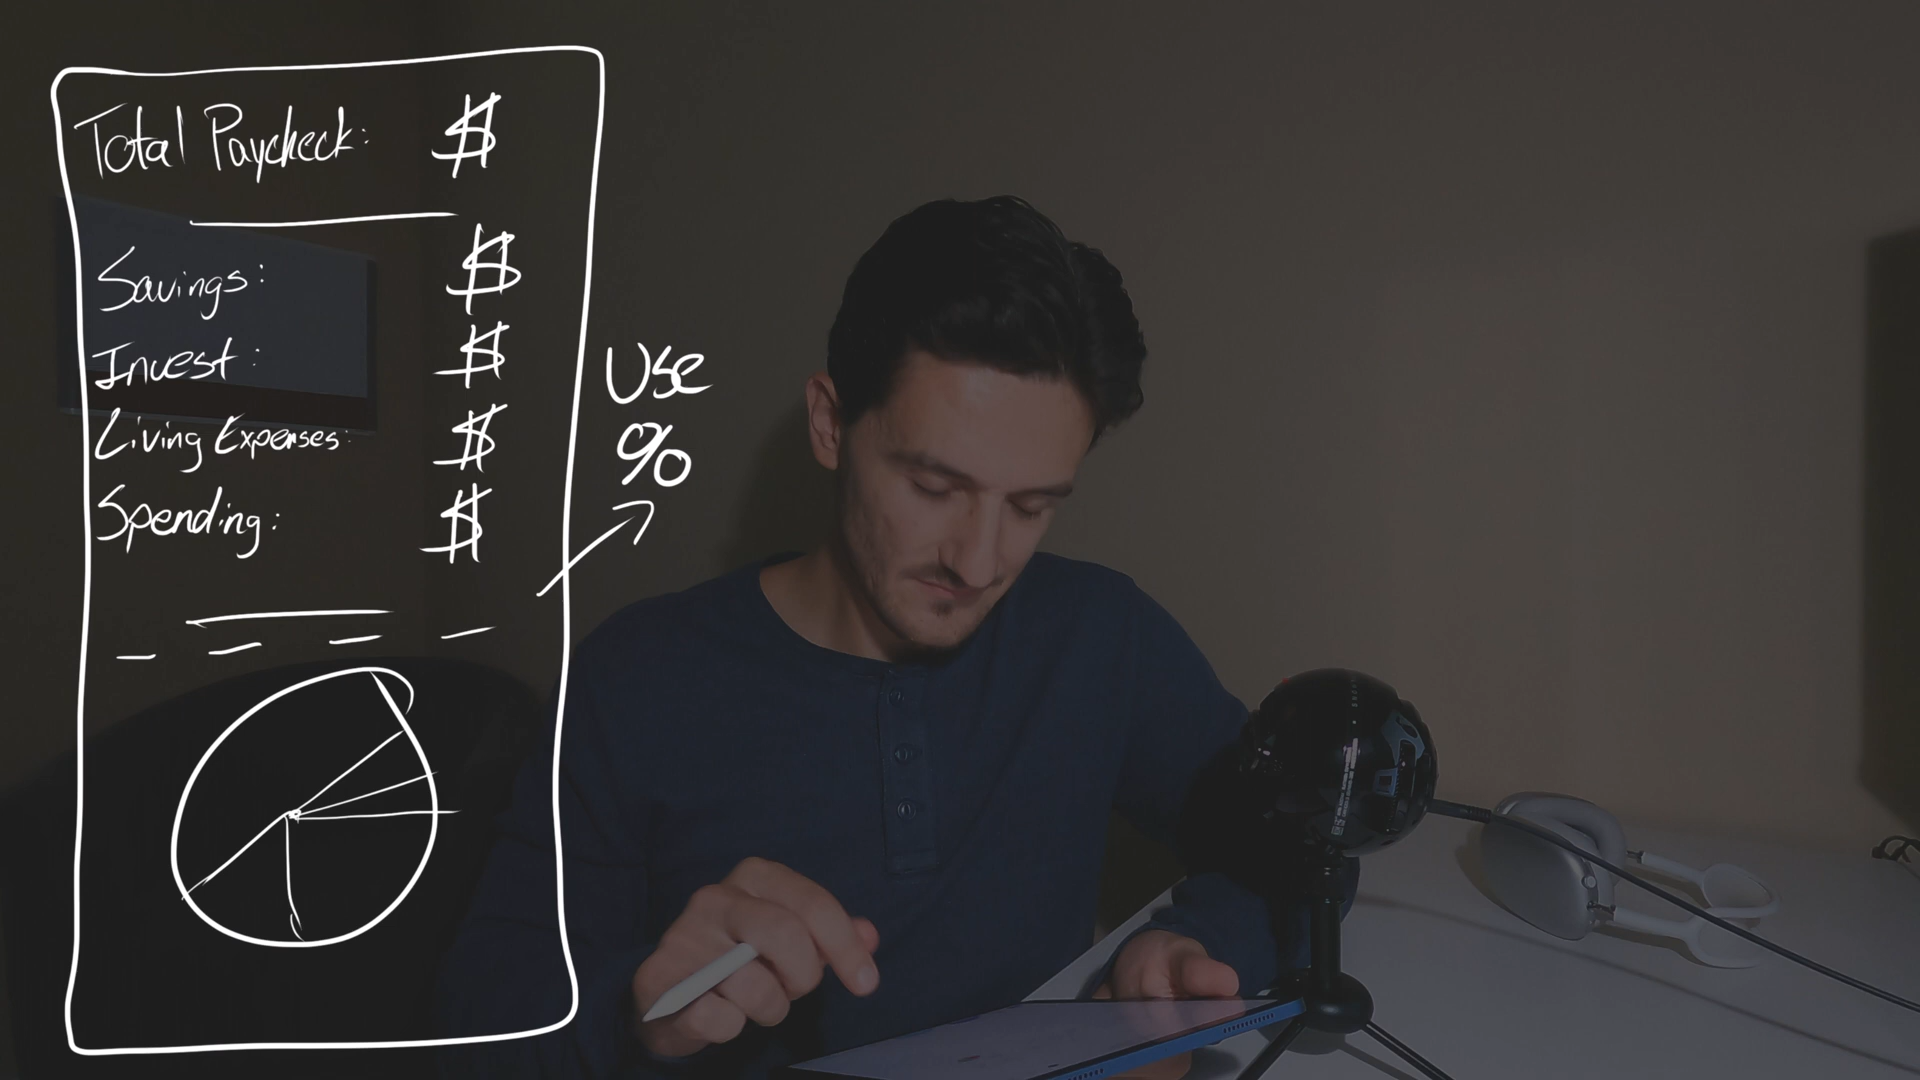 Total Paycheck: $
Savings: $
Invest: $
Living Expenses: $
Spending: $
Use
%